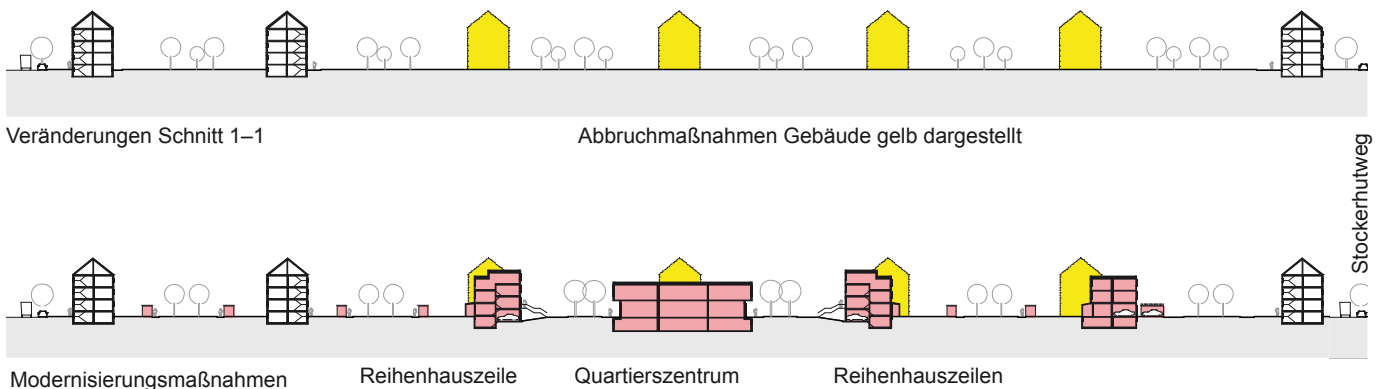 Veränderungen Schnitt 1–1
Abbruchmaßnahmen Gebäude gelb dargestellt
Stockerhutweg
Modernisierungsmaßnahmen
Reihenhauszeile
Quartierszentrum
Reihenhauszeilen